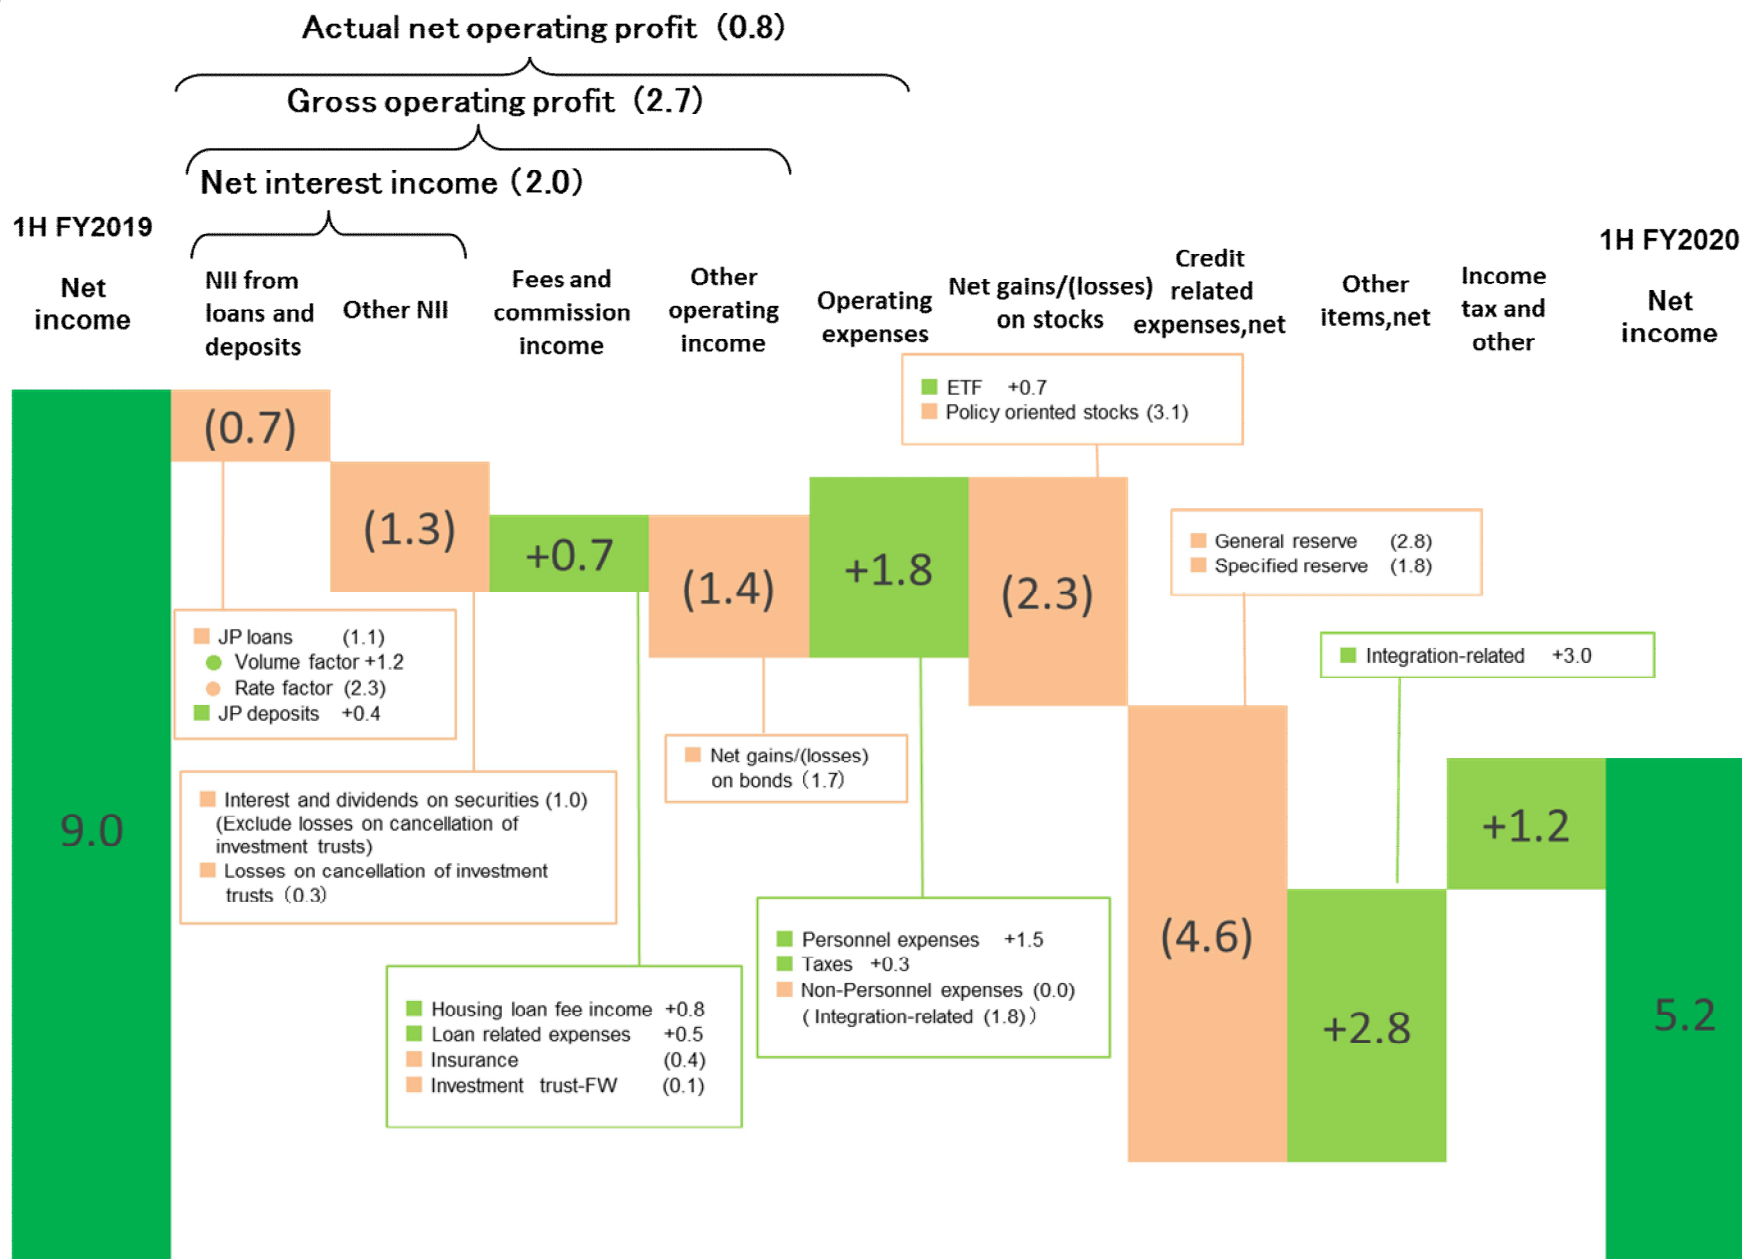 Actual net operating profit (0.8)
Gross operating profit (2.7)
Net interest income (2.0)
1H FY2019
Net
income
NII from
loans and
deposits
Other NII
Fees and
commission
income
Other
operating
income
Operating
expenses
Net gains/(losses)
on stocks
Credit
related
expenses,net
Other
items,net
Income
tax and
other
1H FY2020
Net
income
ETF +0.7
Policy oriented stocks (3.1)
(0.7)
(1.3)
+0.7
(1.4)
+1.8
(2.3)
General reserve (2.8)
Specified reserve (1.8)
JP loans (1.1)
Volume factor +1.2
Rate factor (2.3)
JP deposits +0.4
Integration-related +3.0
Net gains/(losses)
on bonds (1.7)
Interest and dividends on securities (1.0)
(Exclude losses on cancellation of
investment trusts)
Losses on cancellation of investment
trusts (0.3)
9.0
+1.2
(4.6)
Personnel expenses +1.5
Taxes +0.3
Non-Personnel expenses (0.0)
( Integration-related (1.8) )
Housing loan fee income +0.8
Loan related expenses +0.5
Insurance (0.4)
Investment trust-FW (0.1)
+2.8
5.2